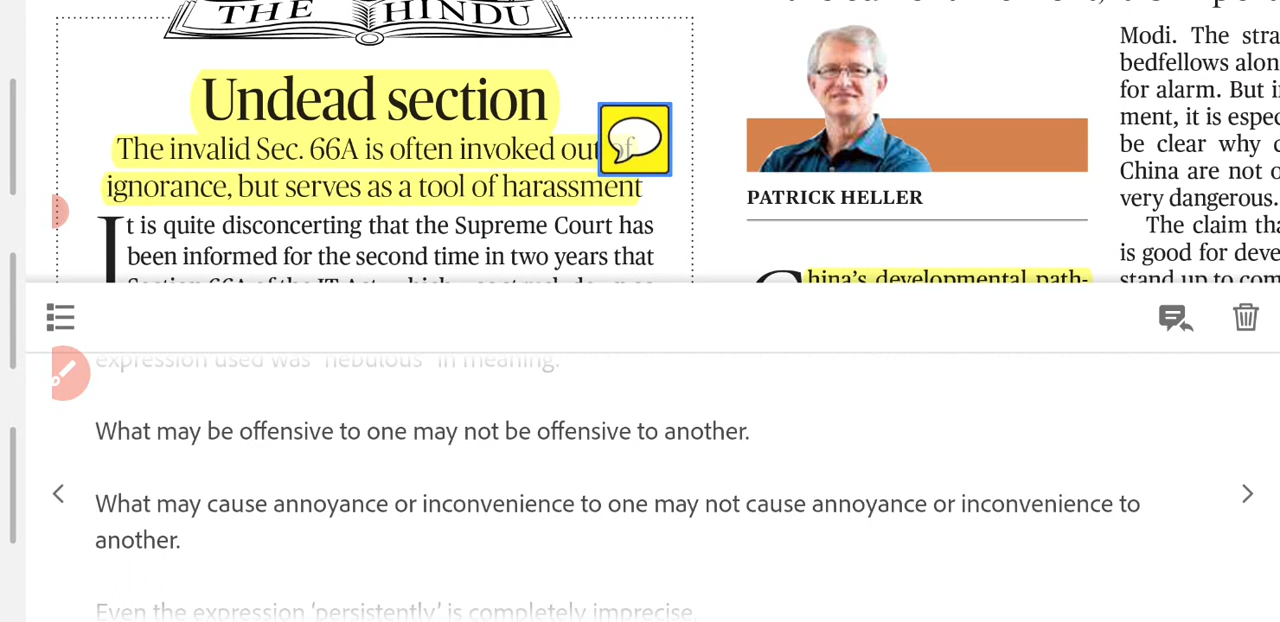 THE HINDU
Undead section
The invalid Sec. 66A is often invoked out of
ignorance, but serves as a tool of harassment
It is quite disconcerting that the Supreme Court has
been informed for the second time in two years that
PATRICK HELLER
China's developmental path-
Modi. The stra
bedfellows alon
for alarm. But i
ment, it is espec
be clear why
China are not o
very dangerous.
The claim tha
is good for deve
stand up to com
expression used was 'nebulous' in meaning.
What may be offensive to one may not be offensive to another.
What may cause annoyance or inconvenience to one may not cause annoyance or inconvenience to
another.
Even the expression 'persistently' is completely imprecise.